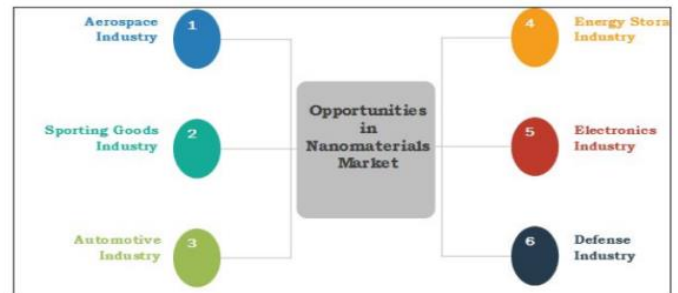 Aerospace
Industry
1
Sporting Goods
Industry
2
Automotive
Industry
3
Opportunities
in
Nanomaterials
Market
4
Energy Stora
Industry
5
Electronics
Industry
6
Defense
Industry